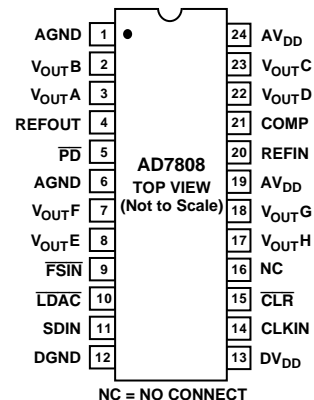 AGND 1 24 AVDD
VOUTB 2 23 VOUTC
VOUTA 3 22 VOUTD
REFOUT 4 21 COMP
PD 5 20 REFIN
AGND 6 19 AVDD
VOUTF 7 18 VOUTG
VOUTE 8 17 VOUTH
FSIN 9 16 NC
LDAC 10 15 CLR
SDIN 11 14 CLKIN
DGND 12 13 DVDD
AD7808
TOP VIEW
(Not to Scale)
NC = NO CONNECT